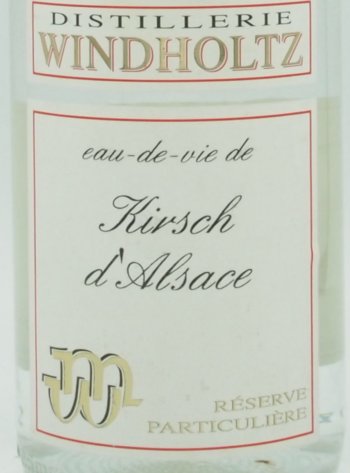 DISTILLERIE
WINDHOLTZ
eau-de-vie de
Kirsch
d'Alsace
RÉSERVE
PARTICULIÈRE